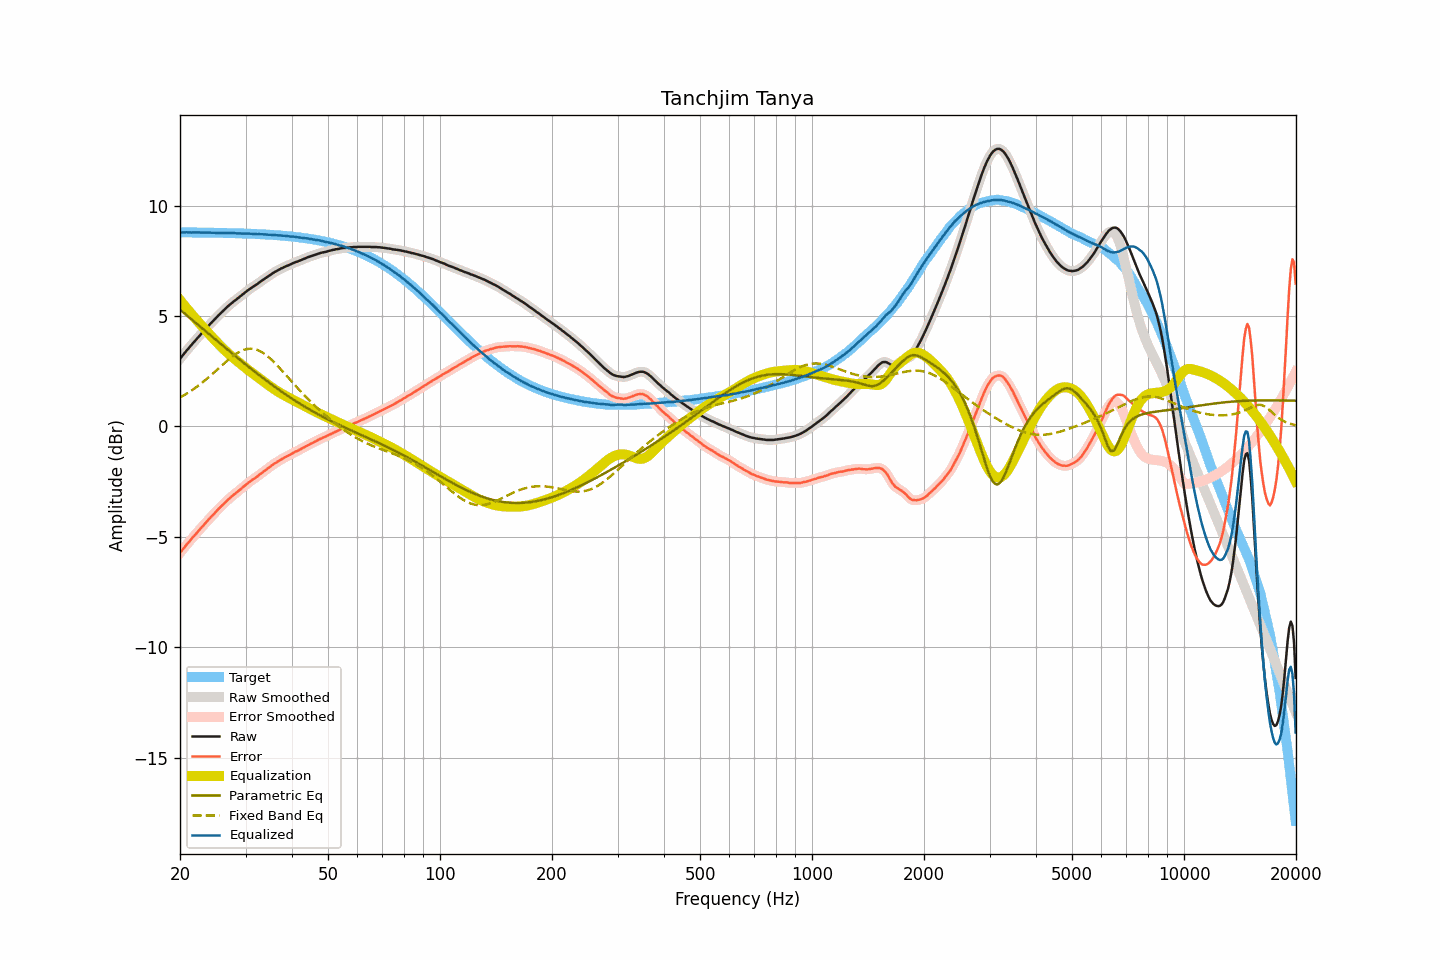 Tanchjim Tanya
10
5
0
−5
−10
−15
Amplitude (dBr)
Target
Raw Smoothed
Error Smoothed
Raw
Error
Equalization
Parametric Eq
Fixed Band Eq
Equalized
20 50 100 200 500 1000 2000 5000 10000 20000
Frequency (Hz)